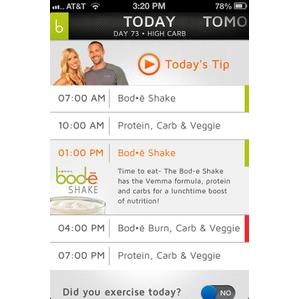 AT&T 3:20 PM 78%
b TODAY TOMO
DAY 73 • HIGH CARB
Today's Tip
07:00 AM Bod•ē Shake
10:00 AM Protein, Carb & Veggie
01:00 PM Bod•ē Shake
VEMMA
bod•ē
SHAKE
Time to eat- The Bod-e Shake
has the Vemma formula, protein
and carbs for a lunchtime boost
of nutrition!
04:00 PM Bod•ē Burn, Carb & Veggie
07:00 PM Protein, Carb & Veggie
Did you exercise today? NO